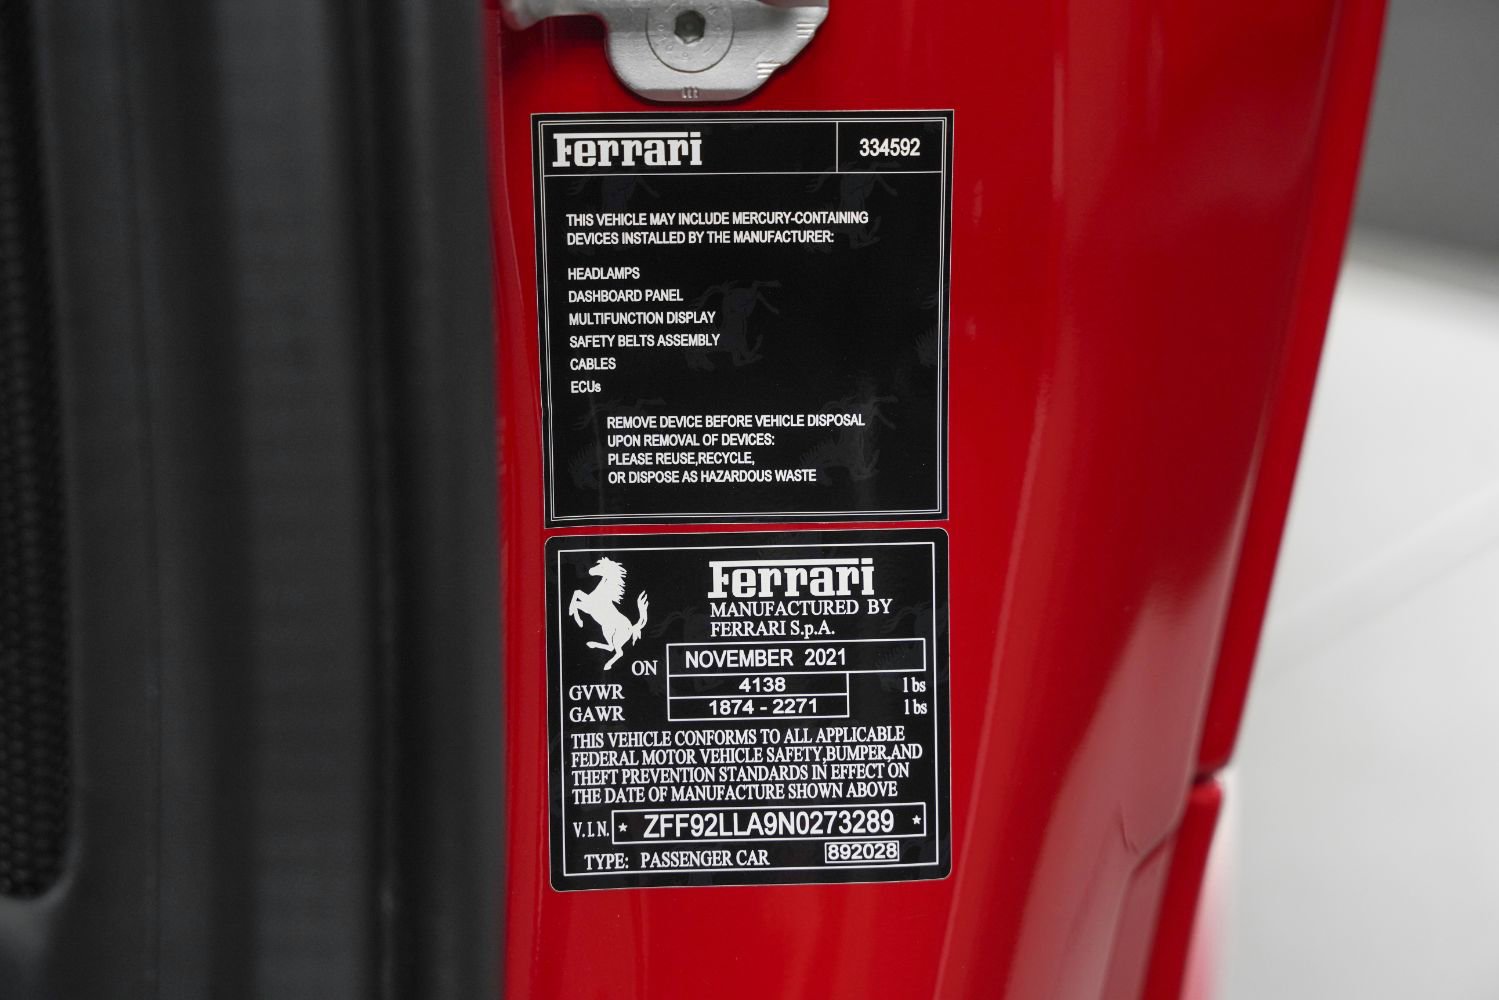 Ferrari 334592
THIS VEHICLE MAY INCLUDE MERCURY-CONTAINING
DEVICES INSTALLED BY THE MANUFACTURER:
HEADLAMPS
DASHBOARD PANEL
MULTIFUNCTION DISPLAY
SAFETY BELTS ASSEMBLY
CABLES
ECUs
REMOVE DEVICE BEFORE VEHICLE DISPOSAL
UPON REMOVAL OF DEVICES:
PLEASE REUSE,RECYCLE,
OR DISPOSE AS HAZARDOUS WASTE
Ferrari
MANUFACTURED BY
FERRARI S.p.A.
ON NOVEMBER 2021
GVWR 4138 lbs
GAWR 1874 - 2271 lbs
THIS VEHICLE CONFORMS TO ALL APPLICABLE
FEDERAL MOTOR VEHICLE SAFETY,BUMPER,AND
THEFT PREVENTION STANDARDS IN EFFECT ON
THE DATE OF MANUFACTURE SHOWN ABOVE
V.I.N. * ZFF92LLA9N0273289 *
TYPE: PASSENGER CAR 892028